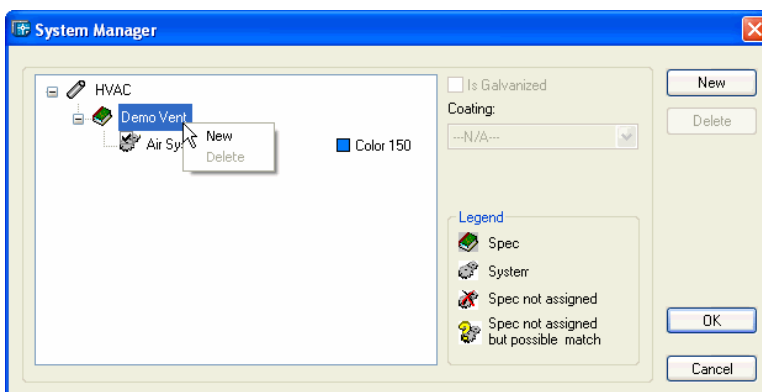 System Manager
HVAC
Demo Vent
Air Sy
Color 150
New
Delete
Is Galvanized
Coating:
---N/A---
Legend
Spec
System
Spec not assigned
Spec not assigned
but possible match
New
Delete
OK
Cancel